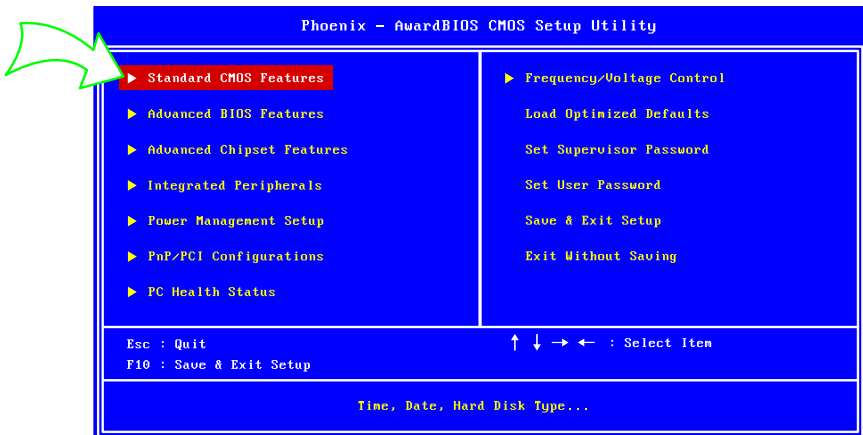 Phoenix - AwardBIOS CMOS Setup Utility
Standard CMOS Features
Advanced BIOS Features
Advanced Chipset Features
Integrated Peripherals
Power Management Setup
PnP/PCI Configurations
PC Health Status
Frequency/Voltage Control
Load Optimized Defaults
Set Supervisor Password
Set User Password
Save & Exit Setup
Exit Without Saving
Esc : Quit
F10 : Save & Exit Setup
↑ ↓ → ← : Select Item
Time, Date, Hard Disk Type...